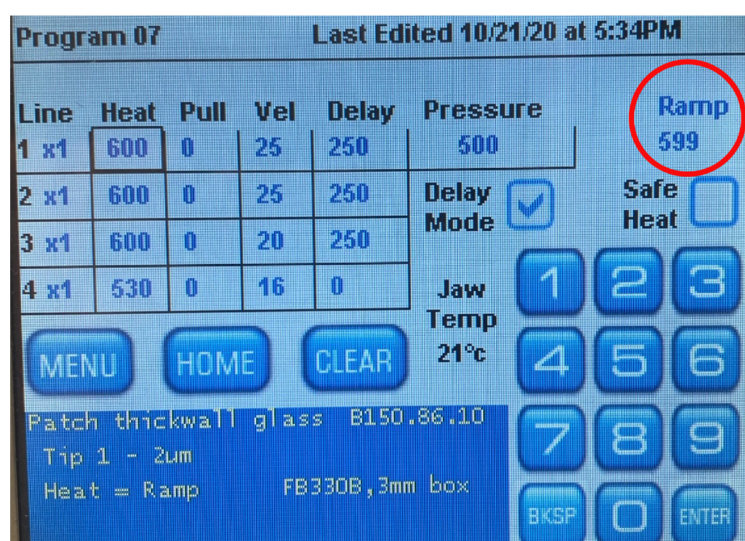 Program 07 Last Edited 10/21/20 at 5:34PM
Line Heat Pull Vel Delay Pressure Ramp
1 x1 600 0 25 250 500 599
2 x1 600 0 25 250 Delay Mode Safe Heat
3 x1 600 0 20 250
4 x1 530 0 16 0 Jaw Temp
21°c
1 2 3
MENU HOME CLEAR 4 5 6
Patch thickwall glass B150.86.10
Tip 1 - 2um
Heat = Ramp FB330B,3mm box
7 8 9
BKSP 0 ENTER